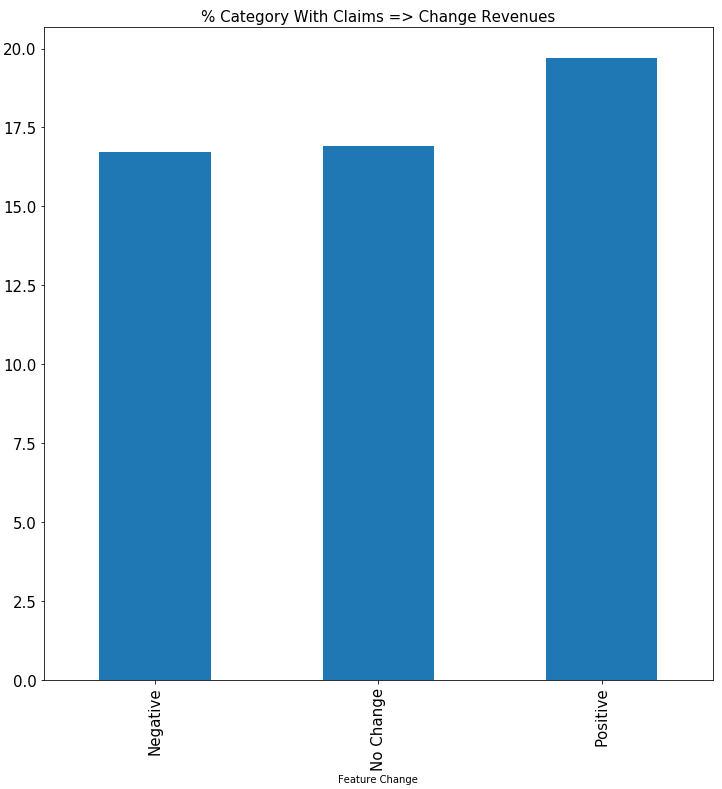 % Category With Claims => Change Revenues
20.0
17.5
15.0
12.5
10.0
7.5
5.0
2.5
0.0
Negative
No Change
Positive
Feature Change